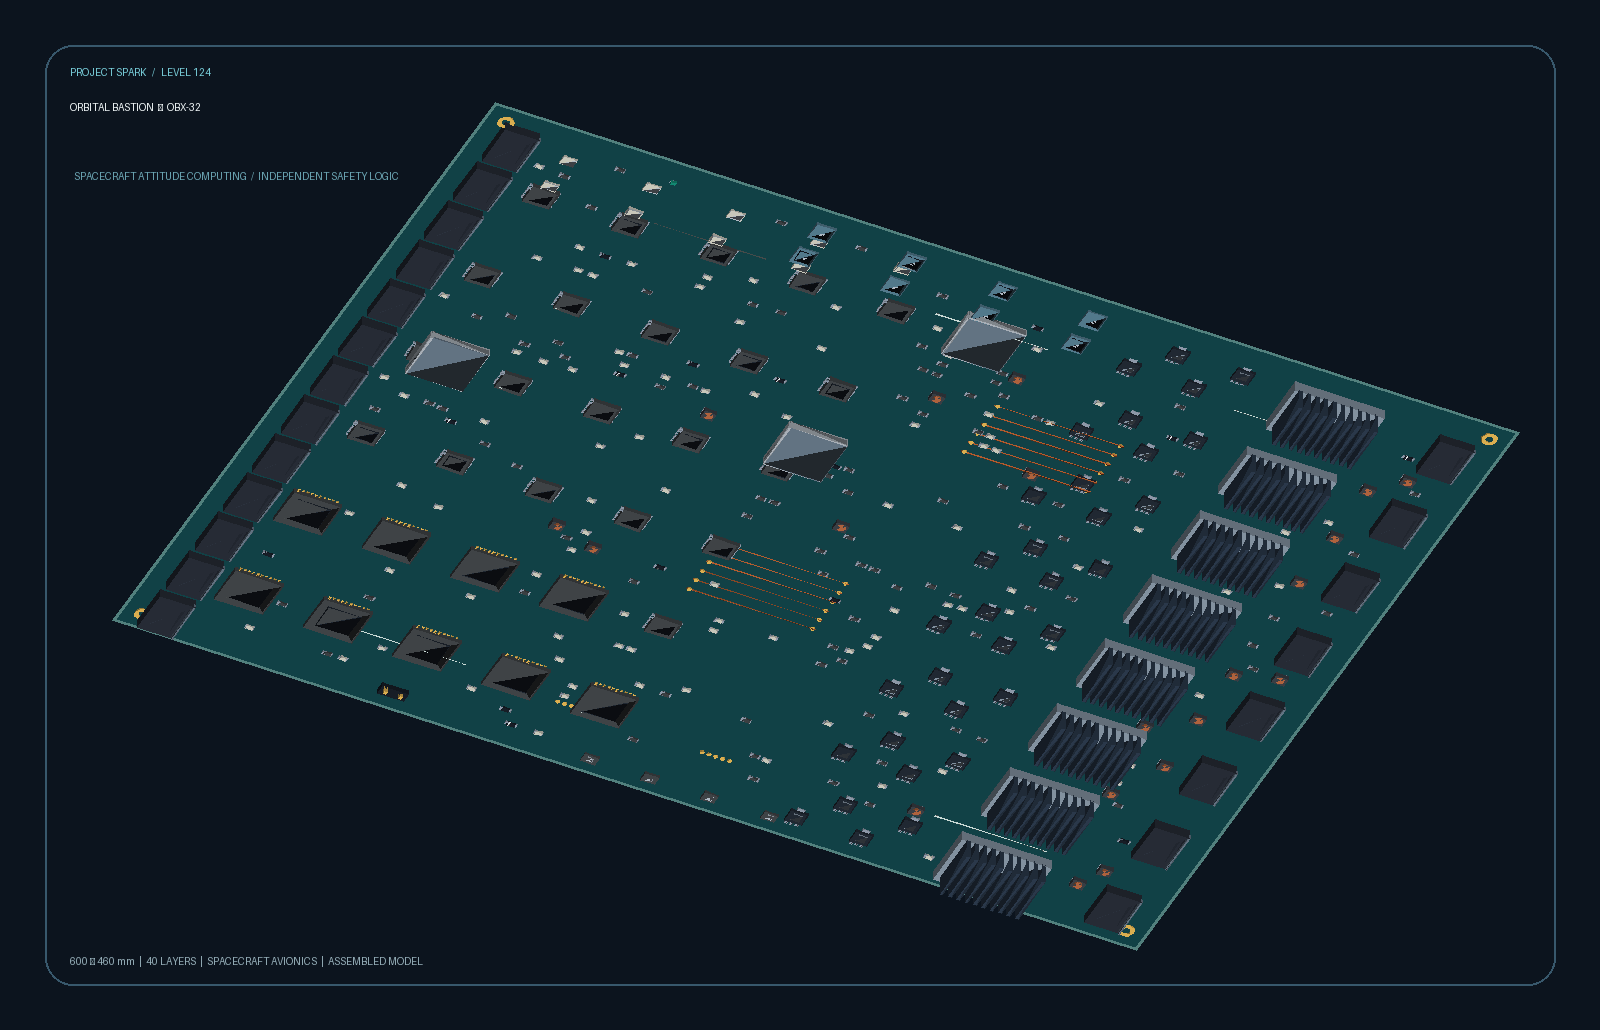 PROJECT SPARK / LEVEL 124
ORBITAL BASTION ▯ OBX-32
SPACECRAFT ATTITUDE COMPUTING / INDEPENDENT SAFETY LOGIC
600 ▯ 460 mm | 40 LAYERS | SPACECRAFT AVIONICS | ASSEMBLED MODEL